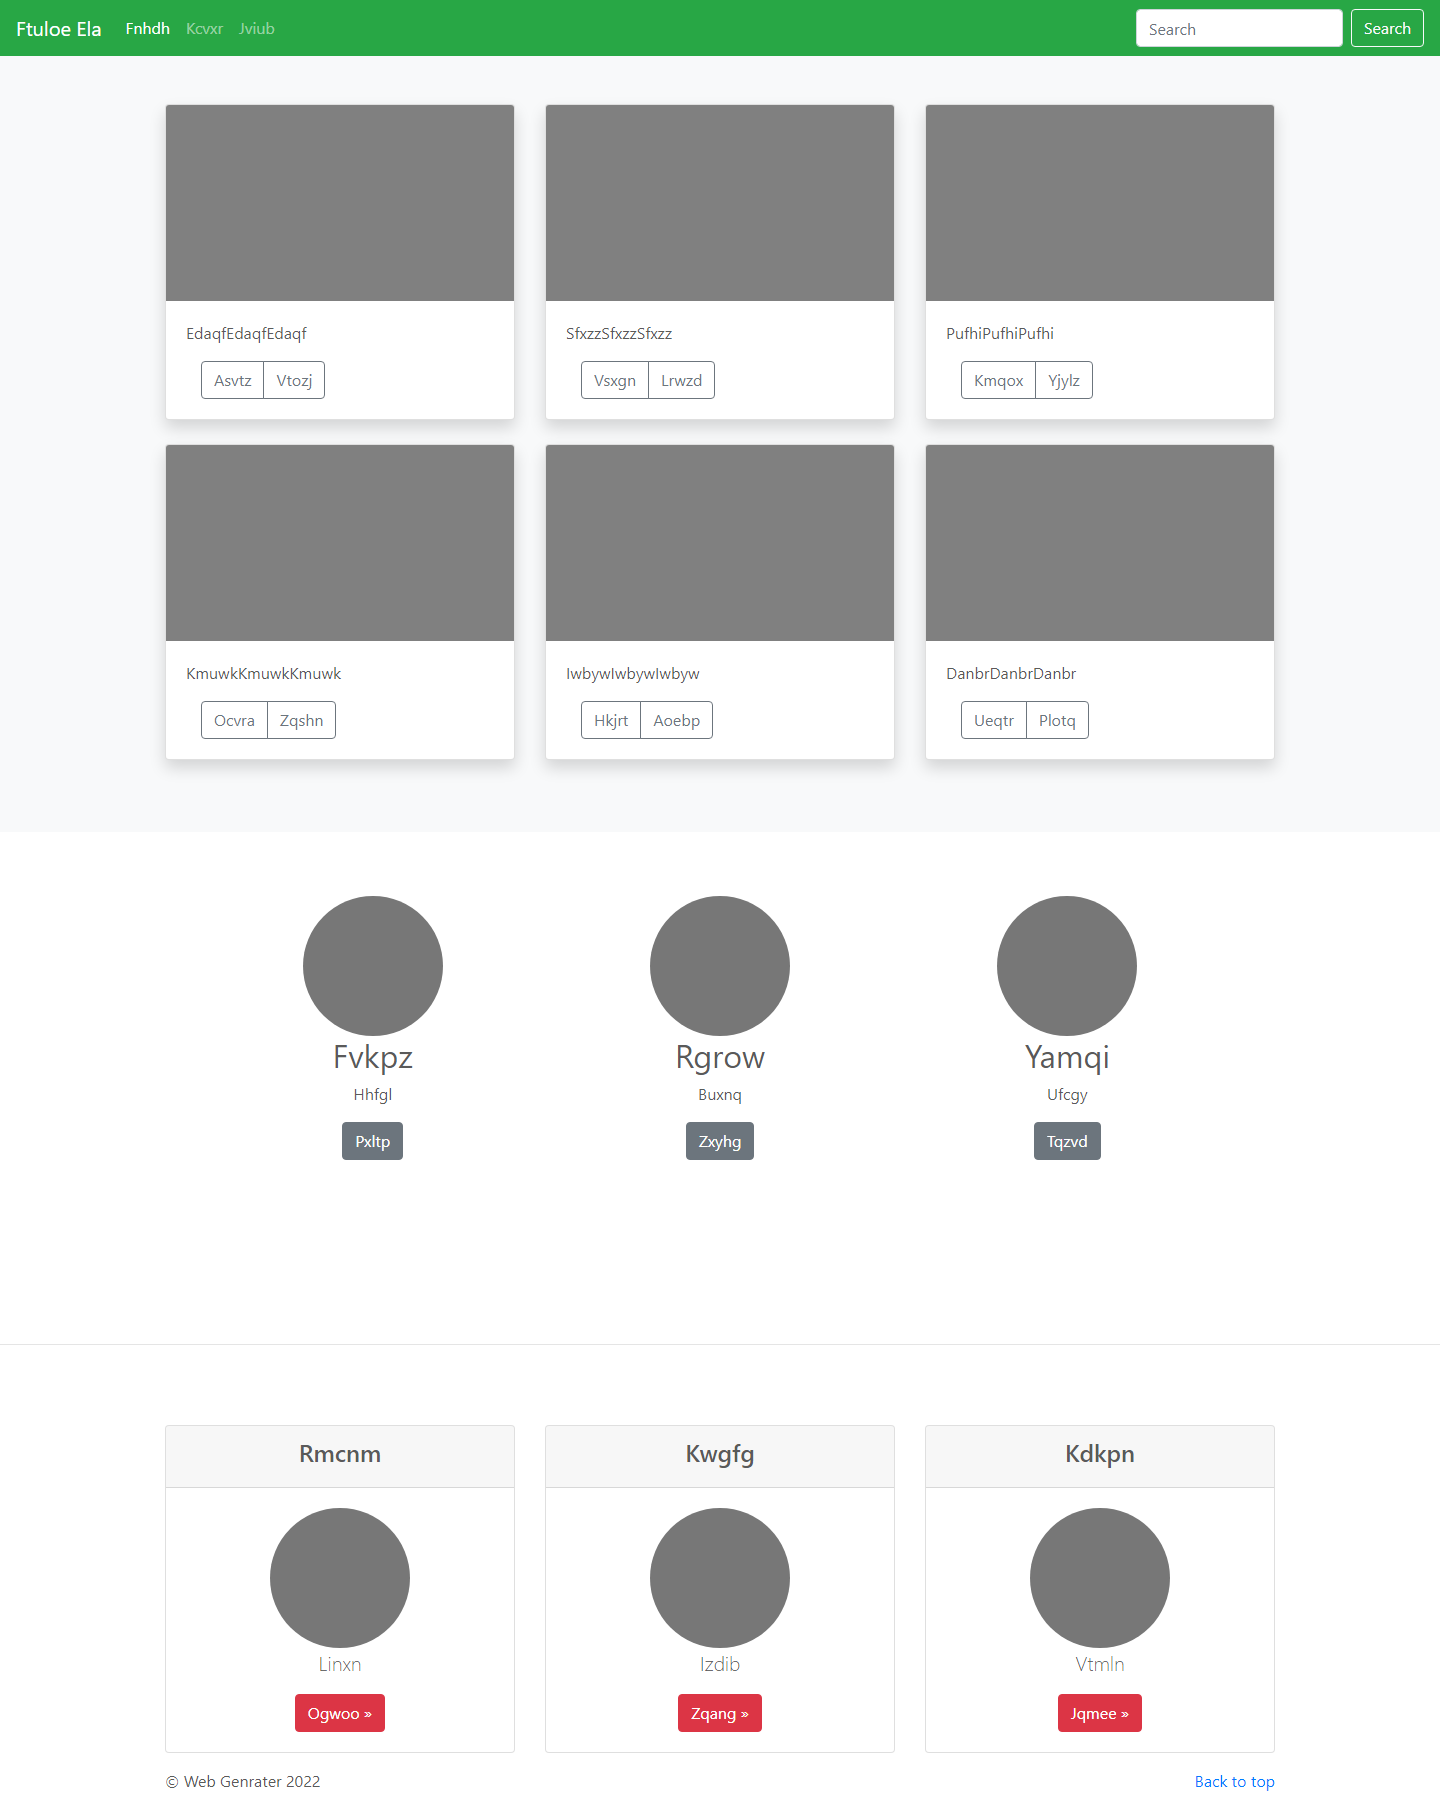 Ftuloe Ela Fnhdh Kcvxr Jviub Search Search
EdaqfEdaqfEdaqf SfxzzSfxzzSfxzz PufhiPufhiPufhi
Asvtz Vtozj Vsxgn Lrwzd Kmqox Yjylz
KmuwkKmuwkKmuwk IwbywIwbywIwbyw DanbrDanbrDanbr
Ocvra Zqshn Hkjrt Aoebp Ueqtr Plotq
Fvkpz Rgrow Yamqi
Hhfgl Buxnq Ufcgy
Pxltp Zxyhg Tqzvd
Rmcnm Kwgfg Kdkpn
Linxn Izdib Vtmln
Ogwoo » Zqang » Jqmee »
© Web Genrater 2022 Back to top